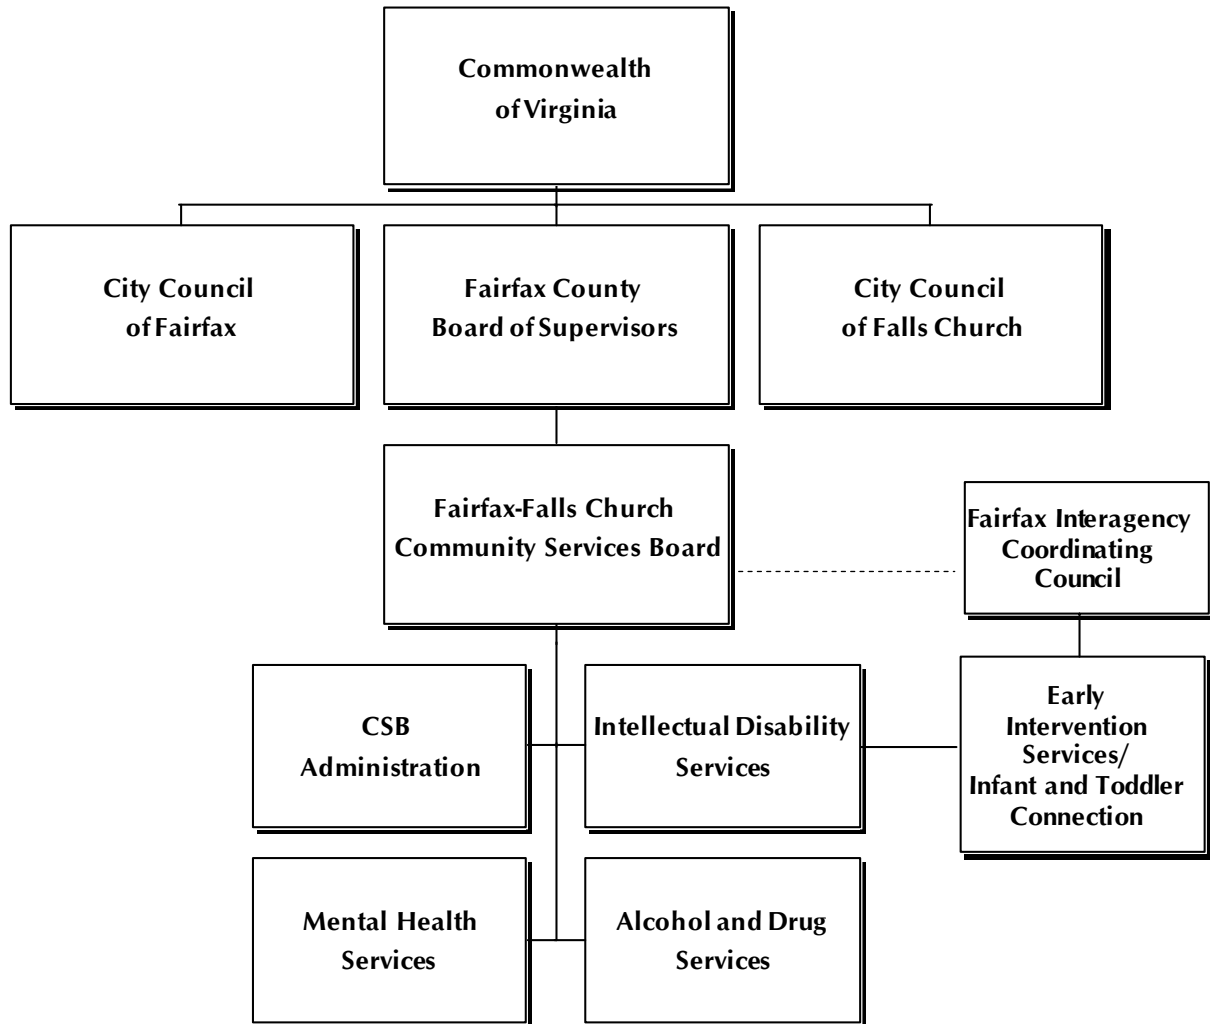 Commonwealth
of Virginia
City Council
of Fairfax
Fairfax County
Board of Supervisors
City Council
of Falls Church
Fairfax-Falls Church
Community Services Board
Fairfax Interagency
Coordinating
Council
CSB
Administration
Intellectual Disability
Services
Early
Intervention
Services/
Infant and Toddler
Connection
Mental Health
Services
Alcohol and Drug
Services